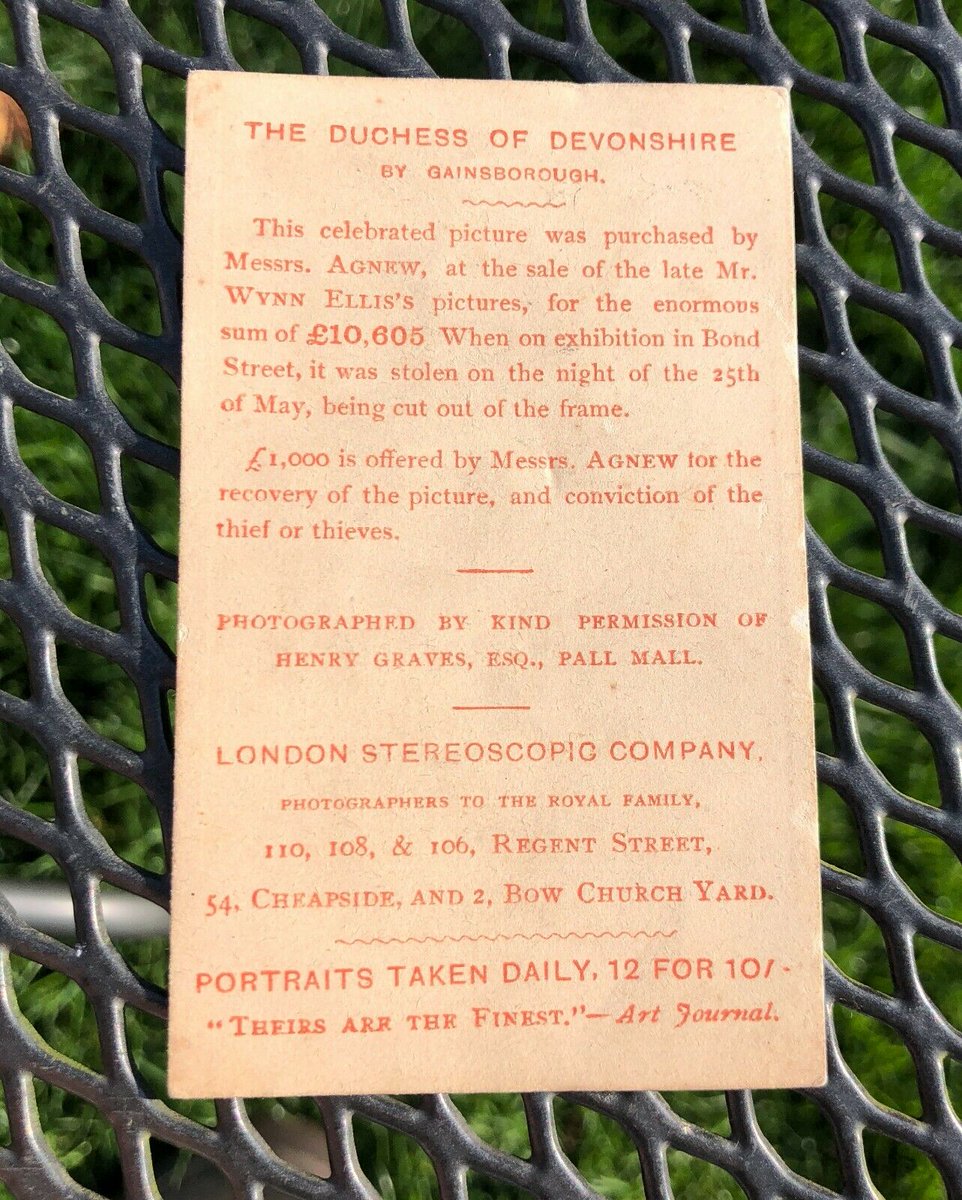 THE DUCHESS OF DEVONSHIRE
BY GAINSBOROUGH.
This celebrated picture was purchased by
Messrs. AGNEW, at the sale of the late Mr.
WYNN ELLIS'S pictures, for the enormous
sum of £10,605 When on exhibition in Bond
Street, it was stolen on the night of the 25th
of May, being cut out of the frame.
£1,000 is offered by Messrs. AGNEW for the
recovery of the picture, and conviction of the
thief or thieves.
PHOTOGRAPHED BY KIND PERMISSION OF
HENRY GRAVES, ESQ., PALL MALL.
LONDON STEREOSCOPIC COMPANY,
PHOTOGRAPHERS TO THE ROYAL FAMILY,
110, 108, & 106, REGENT STREET,
54, CHEAPSIDE, AND 2, BOW CHURCH YARD.
PORTRAITS TAKEN DAILY, 12 FOR 10/-
"THEIRS ARE THE FINEST."—Art Journal.